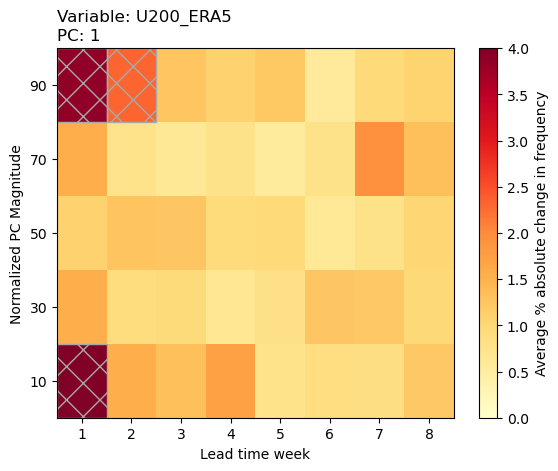 Variable: U200_ERA5
PC: 1
90
70
50
30
10
Normalized PC Magnitude
1 2 3 4 5 6 7 8
Lead time week
4.0
3.5
3.0
2.5
2.0
1.5
1.0
0.5
0.0
Average % absolute change in frequency